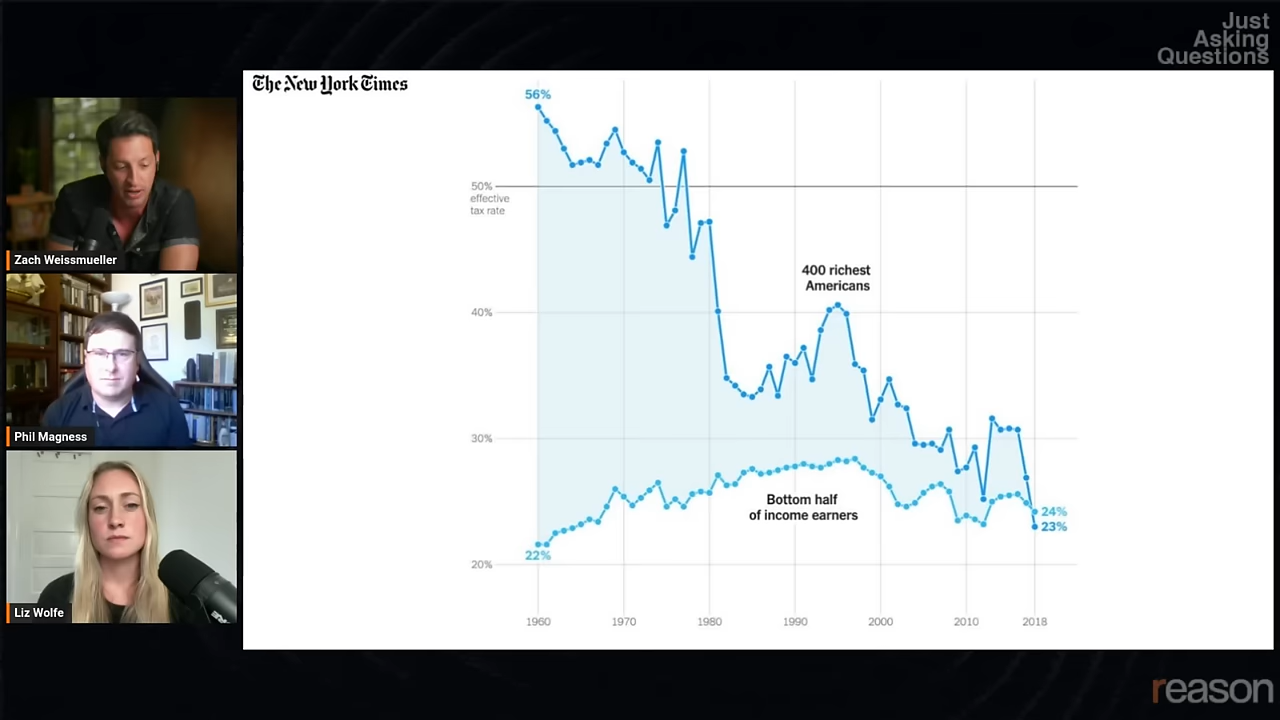 Just
Asking
Questions
The New York Times
56%
50%
effective
tax rate
400 richest
Americans
40%
30%
Bottom half
of income earners
24%
23%
22%
20%
1960
1970
1980
1990
2000
2010
2018
Zach Weissmueller
Phil Magness
Liz Wolfe
reason